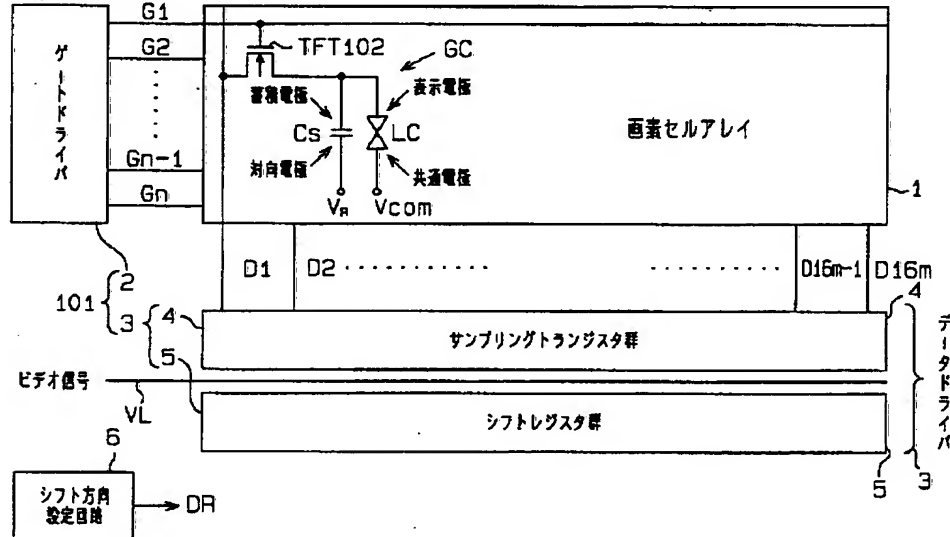 G1
ゲートドライバ
G2
TFT102
GC
蓄積電極
表示電極
Cs
LC
画素セルアレイ
対向電極
共通電極
Gn-1
Gn
VR
Vcom
1
2
D1
D2
D16m-1
D16m
101
3
4
サンプリングトランジスタ群
4
データドライバ
5
ビデオ信号
VL
シフトレジスタ群
5
3
6
シフト方向
設定回路
DR